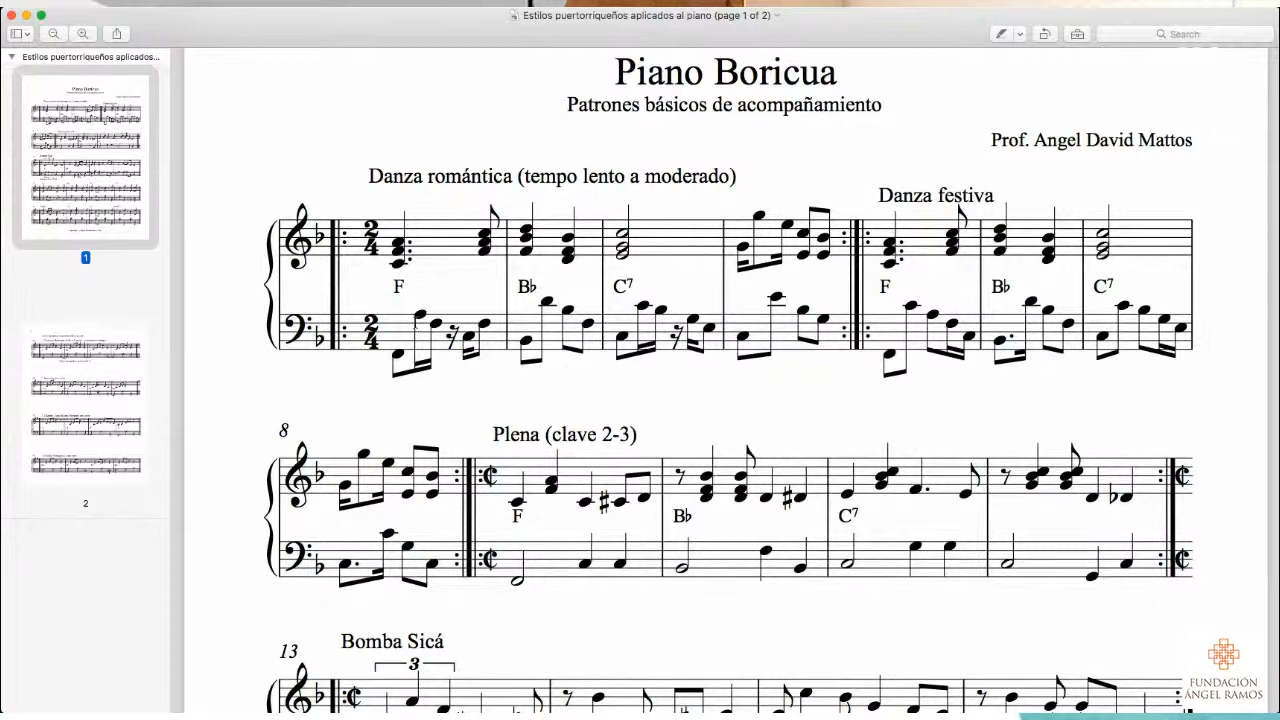 Estilos puertorriqueños aplicados al piano (page 1 of 2)
Search
Estilos puertorriqueños aplicados...
1
2
Piano Boricua
Patrones básicos de acompañamiento
Prof. Angel David Mattos
Danza romántica (tempo lento a moderado)
Danza festiva
F B♭ C7 F B♭ C7
8
Plena (clave 2-3)
F B♭ C7
13
Bomba Sicá
3
FUNDACIÓN
ÁNGEL RAMOS